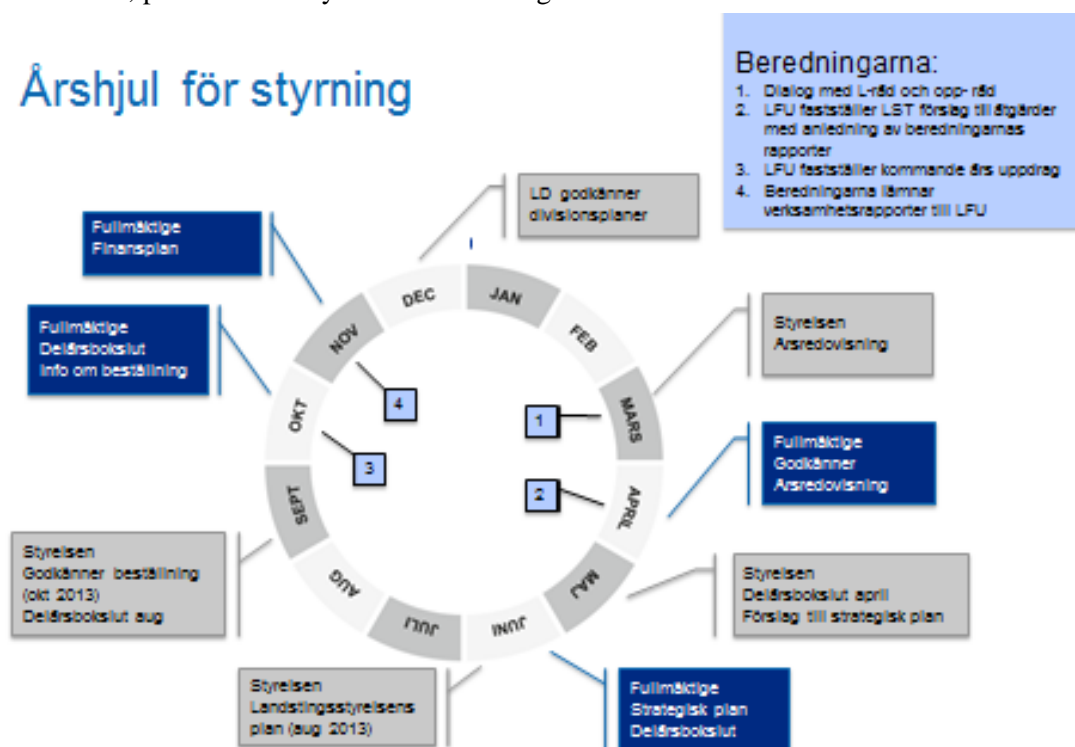 Årshjul för styrning
Beredningarna:
1. Dialog med L-råd och opp- råd
2. LFU fastställer LST förslag till åtgärder
med anledning av beredningarnas
rapporter
3. LFU fastställer kommande års uppdrag
4. Beredningarna lämnar
verksamhetsrapporter till LFU
LD godkänner
divisionsplaner
Fullmäktige
Finansplan
Fullmäktige
Delårsbokslut
Info om beställning
Styrelsen
Årsredovisning
Fullmäktige
Godkänner
Årsredovisning
Styrelsen
Delårsbokslut april
Förslag till strategisk plan
Fullmäktige
Strategisk plan
Delårsbokslut
Styrelsen
Landstingsstyrelsens
plan (aug 2013)
Styrelsen
Godkänner beställning
(okt 2013)
Delårsbokslut aug
JAN
FEB
MARS
APRIL
MAJ
JUNI
JULI
AUG
SEPT
OKT
NOV
DEC
1
2
3
4